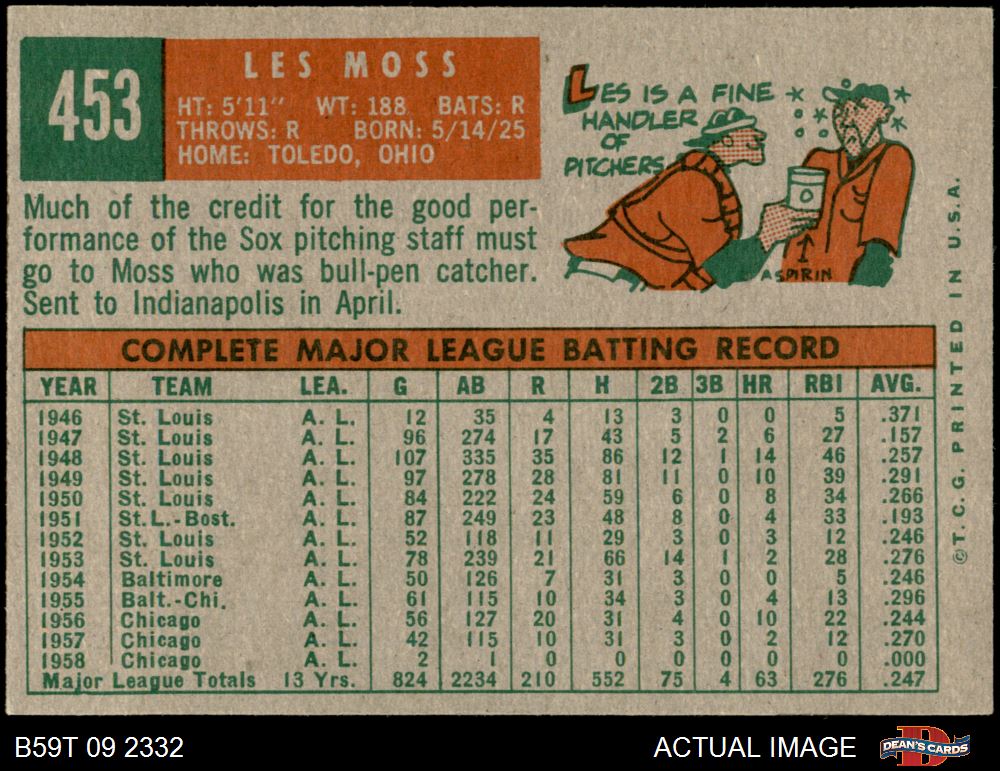 453
LES MOSS
HT: 5'11" WT: 188 BATS: R
THROWS: R BORN: 5/14/25
HOME: TOLEDO, OHIO
LES IS A FINE
HANDLER
OF
PITCHERS
ASPIRIN
Much of the credit for the good per-
formance of the Sox pitching staff must
go to Moss who was bull-pen catcher.
Sent to Indianapolis in April.
COMPLETE MAJOR LEAGUE BATTING RECORD
YEAR TEAM LEA. G AB R H 2B 3B HR RBI AVG.
1946 St. Louis A. L. 12 35 4 13 3 0 0 5 .371
1947 St. Louis A. L. 96 274 17 43 5 2 6 27 .157
1948 St. Louis A. L. 107 335 35 86 12 1 14 46 .257
1949 St. Louis A. L. 97 278 28 81 11 0 10 39 .291
1950 St. Louis A. L. 84 222 24 59 6 0 8 34 .266
1951 St.L.-Bost. A. L. 87 249 23 48 8 0 4 33 .193
1952 St. Louis A. L. 52 118 11 29 3 0 3 12 .246
1953 St. Louis A. L. 78 239 21 66 14 1 2 28 .276
1954 Baltimore A. L. 50 126 7 31 3 0 0 5 .246
1955 Balt.-Chi. A. L. 61 115 10 34 3 0 4 13 .296
1956 Chicago A. L. 56 127 20 31 4 0 10 22 .244
1957 Chicago A. L. 42 115 10 31 3 0 2 12 .270
1958 Chicago A. L. 2 1 0 0 0 0 0 0 .000
Major League Totals 13 Yrs. 824 2234 210 552 75 4 63 276 .247
© T. C. G. PRINTED IN U.S.A.
B59T 09 2332
ACTUAL IMAGE
DEAN'S CARDS